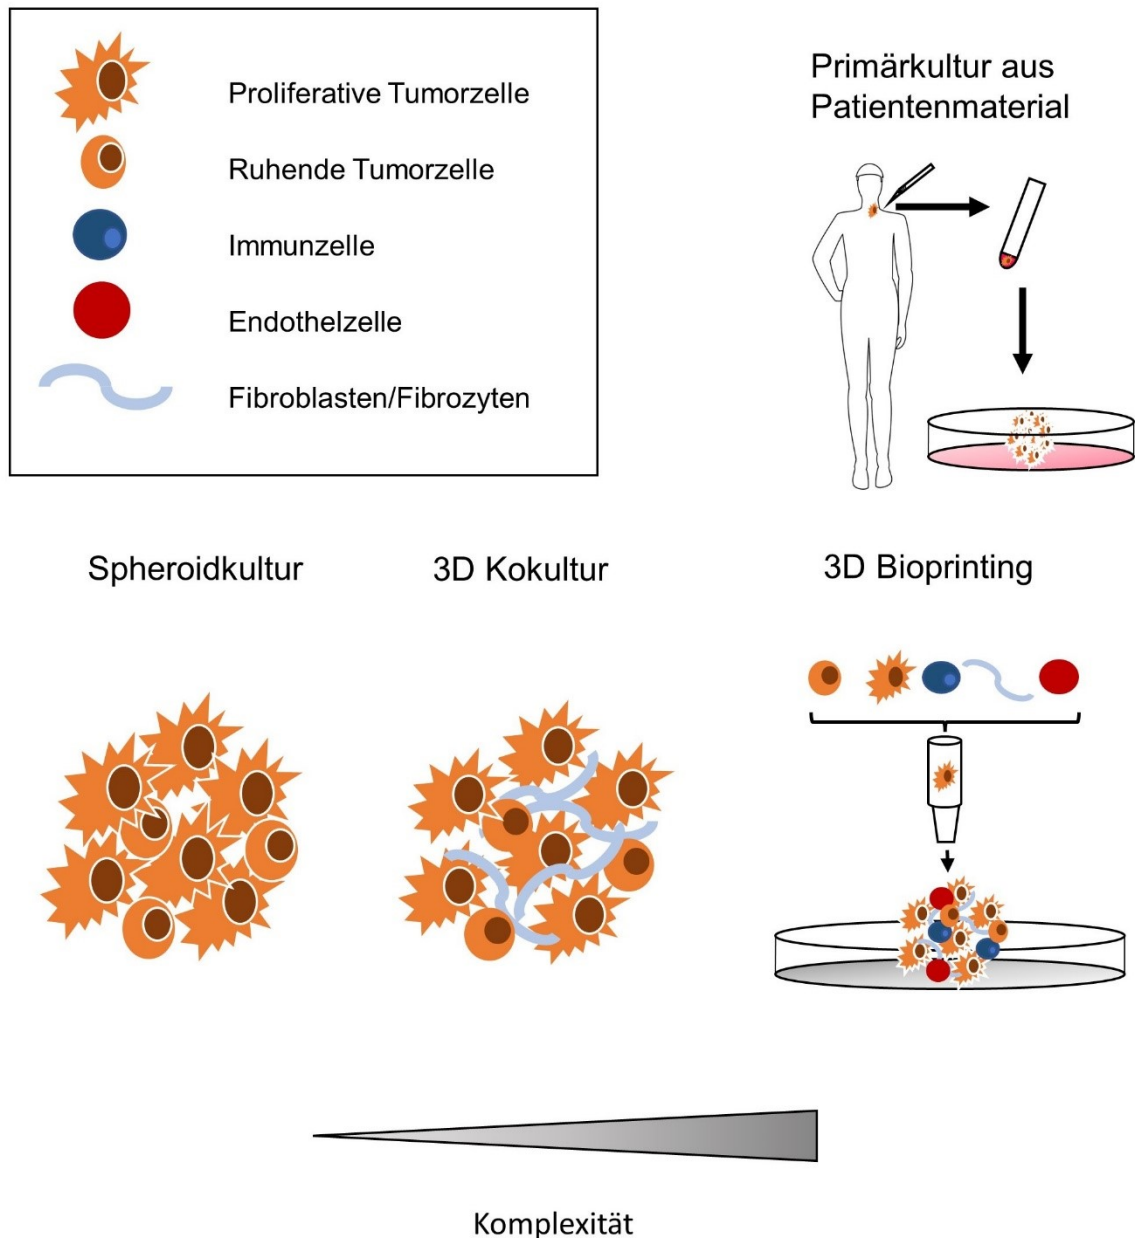 Proliferative Tumorzelle
Ruhende Tumorzelle
Immunzelle
Endothelzelle
Fibroblasten/Fibrozyten
Primärkultur aus
Patientenmaterial
Spheroidkultur
3D Kokultur
3D Bioprinting
Komplexität